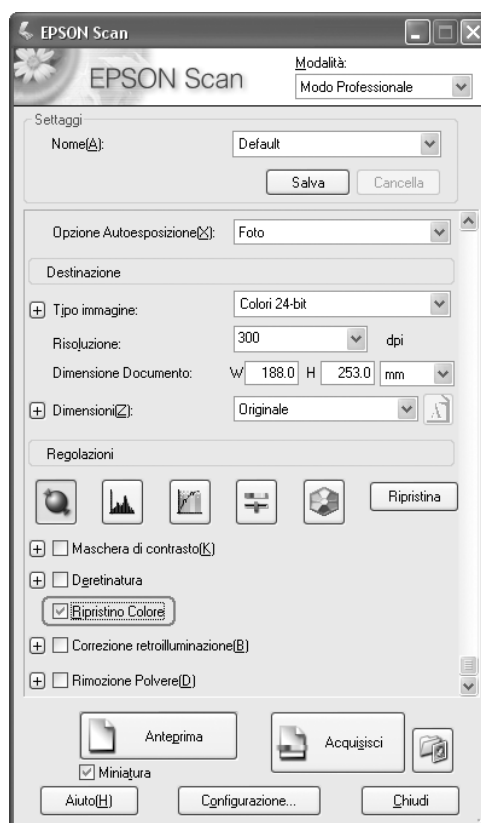 EPSON Scan
EPSON Scan
Modalità:
Modo Professionale
Settaggi
Nome(A):
Default
Salva
Cancella
Opzione Autoesposizione(X):
Foto
Destinazione
Tipo immagine:
Colori 24-bit
Risoluzione:
300
dpi
Dimensione Documento:
W 188.0 H 253.0 mm
Dimensioni(Z):
Originale
A
Regolazioni
Ripristina
Maschera di contrasto(K)
Deretinatura
Ripristino Colore
Correzione retroilluminazione(B)
Rimozione Polvere(D)
Anteprima
Acquisisci
Miniatura
Aiuto(H)
Configurazione...
Chiudi